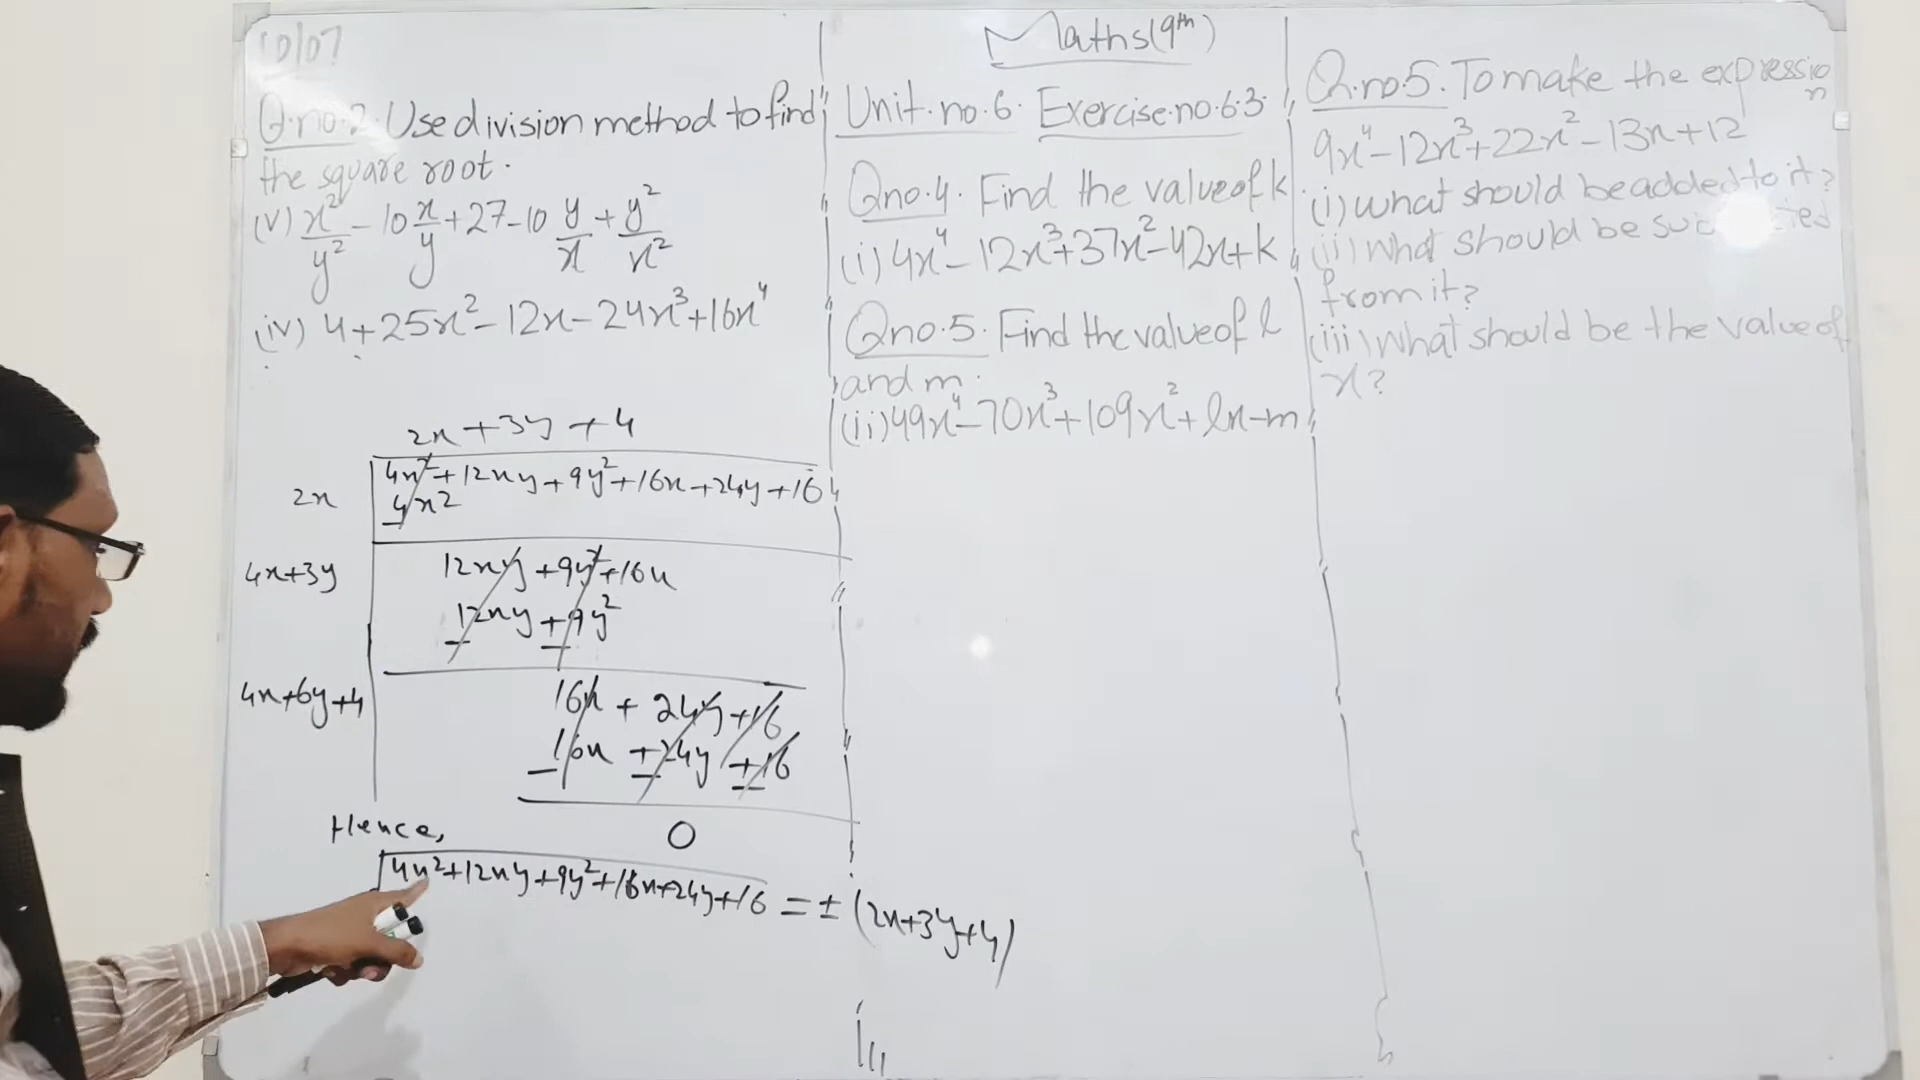 10/07
Maths(9th)
Q.no.2. Use division method to find
the square root.
(v) x²/y² - 10 x/y + 27 - 10 y/x + y²/x²
(iv) 4+25x²-12x-24x³+16x⁴
2x+3y+4
2x
4x²+12xy+9y²+16x+24y+16
4x2
-
4x+3y
12xy+9y²+16x
12xy+9y²
- -
4x+6y+4
16x+24y+16
16x+24y+16
- - -
0
Hence,
√4x²+12xy+9y²+16x+24y+16 = ±(2x+3y+4)
Unit.no.6. Exercise.no.6.3.
Qno.4. Find the value of k.
(i) 4x⁴-12x³+37x²-42x+k
Qno.5. Find the value of l
and m.
(ii) 49x⁴-70x³+109x²+lx-m
Q.no.5. To make the expression
9x⁴-12x³+22x²-13x+12
(i) What should be added to it?
(ii) What should be
from it?
(iii) What should be the value of
x?